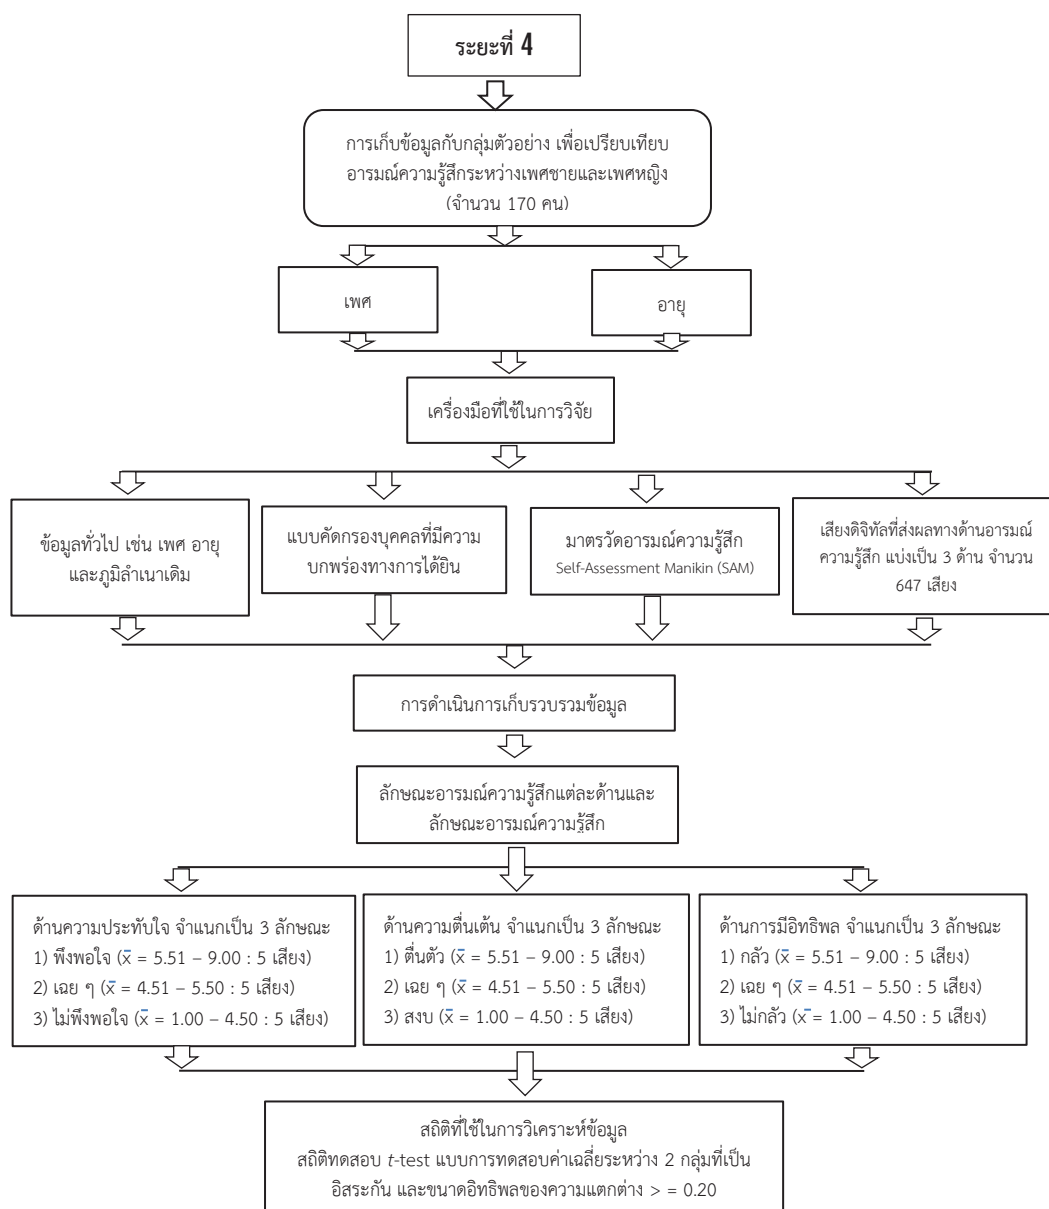 ระยะที่ 4
การเก็บข้อมูลกับกลุ่มตัวอย่าง เพื่อเปรียบเทียบ
อารมณ์ความรู้สึกระหว่างเพศชายและเพศหญิง
(จำนวน 170 คน)
เพศ
อายุ
เครื่องมือที่ใช้ในการวิจัย
ข้อมูลทั่วไป เช่น เพศ อายุ
และภูมิลำเนาเดิม
แบบคัดกรองบุคคลที่มีความ
บกพร่องทางการได้ยิน
มาตรวัดอารมณ์ความรู้สึก
Self-Assessment Manikin (SAM)
เสียงดิจิทัลที่ส่งผลทางด้านอารมณ์
ความรู้สึก แบ่งเป็น 3 ด้าน จำนวน
647 เสียง
การดำเนินการเก็บรวบรวมข้อมูล
ลักษณะอารมณ์ความรู้สึกแต่ละด้านและ
ลักษณะอารมณ์ความรู้สึก
ด้านความประทับใจ จำแนกเป็น 3 ลักษณะ
1) พึงพอใจ (x̄ = 5.51 – 9.00 : 5 เสียง)
2) เฉย ๆ (x̄ = 4.51 – 5.50 : 5 เสียง)
3) ไม่พึงพอใจ (x̄ = 1.00 – 4.50 : 5 เสียง)
ด้านความตื่นเต้น จำแนกเป็น 3 ลักษณะ
1) ตื่นตัว (x̄ = 5.51 – 9.00 : 5 เสียง)
2) เฉย ๆ (x̄ = 4.51 – 5.50 : 5 เสียง)
3) สงบ (x̄ = 1.00 – 4.50 : 5 เสียง)
ด้านการมีอิทธิพล จำแนกเป็น 3 ลักษณะ
1) กลัว (x̄ = 5.51 – 9.00 : 5 เสียง)
2) เฉย ๆ (x̄ = 4.51 – 5.50 : 5 เสียง)
3) ไม่กลัว (x̄ = 1.00 – 4.50 : 5 เสียง)
สถิติที่ใช้ในการวิเคราะห์ข้อมูล
สถิติทดสอบ t-test แบบการทดสอบค่าเฉลี่ยระหว่าง 2 กลุ่มที่เป็น
อิสระกัน และขนาดอิทธิพลของความแตกต่าง > = 0.20